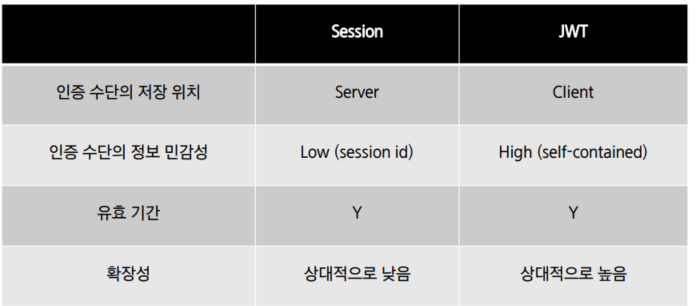 Session JWT
인증 수단의 저장 위치 Server Client
인증 수단의 정보 민감성 Low (session id) High (self-contained)
유효 기간 Y Y
확장성 상대적으로 낮음 상대적으로 높음